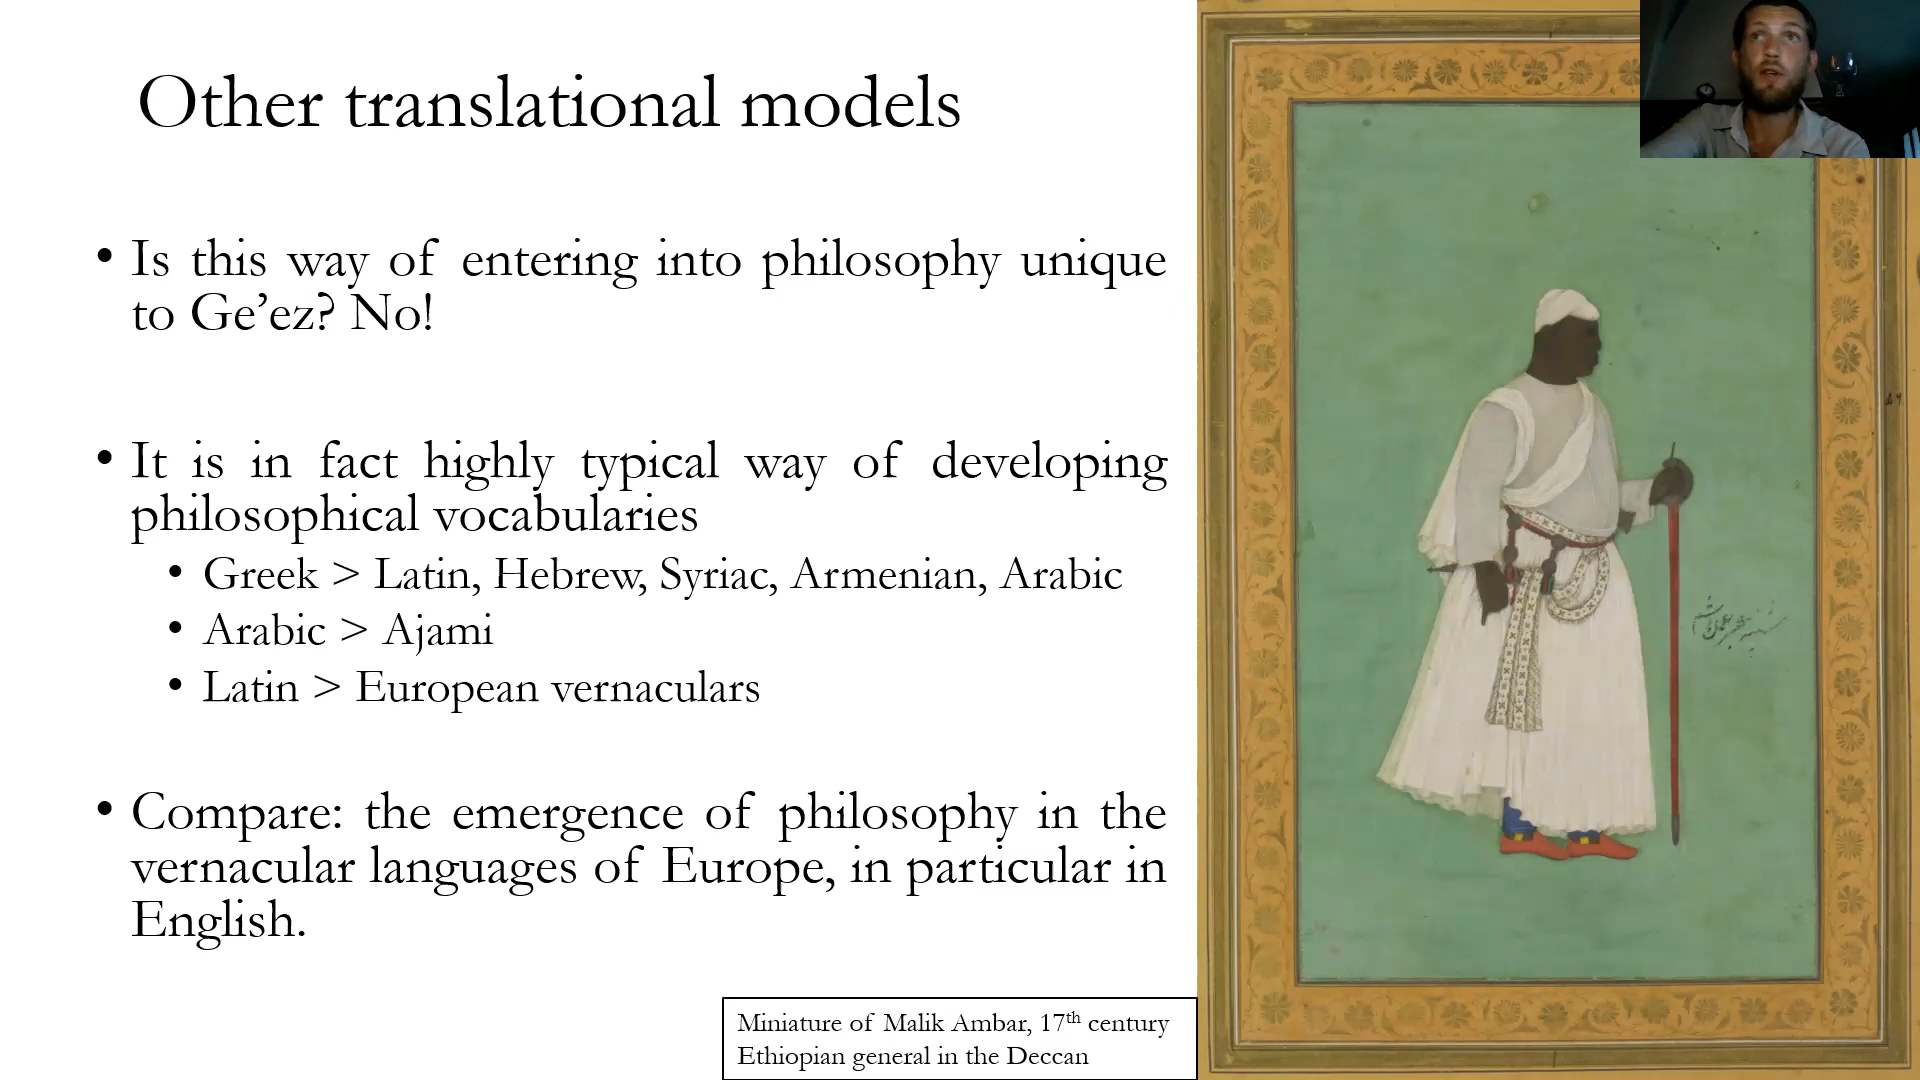 Other translational models
• Is this way of entering into philosophy unique
to Ge’ez? No!
• It is in fact highly typical way of developing
philosophical vocabularies
• Greek > Latin, Hebrew, Syriac, Armenian, Arabic
• Arabic > Ajami
• Latin > European vernaculars
• Compare: the emergence of philosophy in the
vernacular languages of Europe, in particular in
English.
Miniature of Malik Ambar, 17th century
Ethiopian general in the Deccan